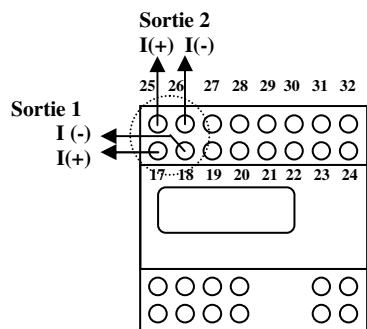 Sortie 2
I(+) I(-)
25 26 27 28 29 30 31 32
Sortie 1
I (-)
I(+)
17 18 19 20 21 22 23 24